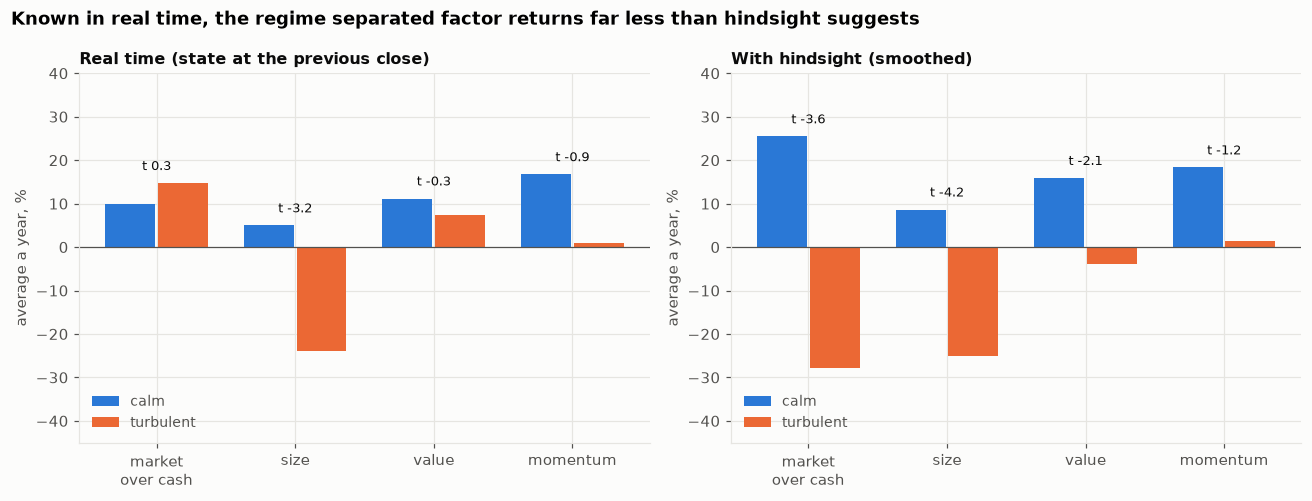 Known in real time, the regime separated factor returns far less than hindsight suggests
Real time (state at the previous close)
average a year, %
40
30
20
10
0
−10
−20
−30
−40
t 0.3
t -3.2
t -0.3
t -0.9
calm
turbulent
market
over cash
size
value
momentum
With hindsight (smoothed)
average a year, %
40
30
20
10
0
−10
−20
−30
−40
t -3.6
t -4.2
t -2.1
t -1.2
calm
turbulent
market
over cash
size
value
momentum